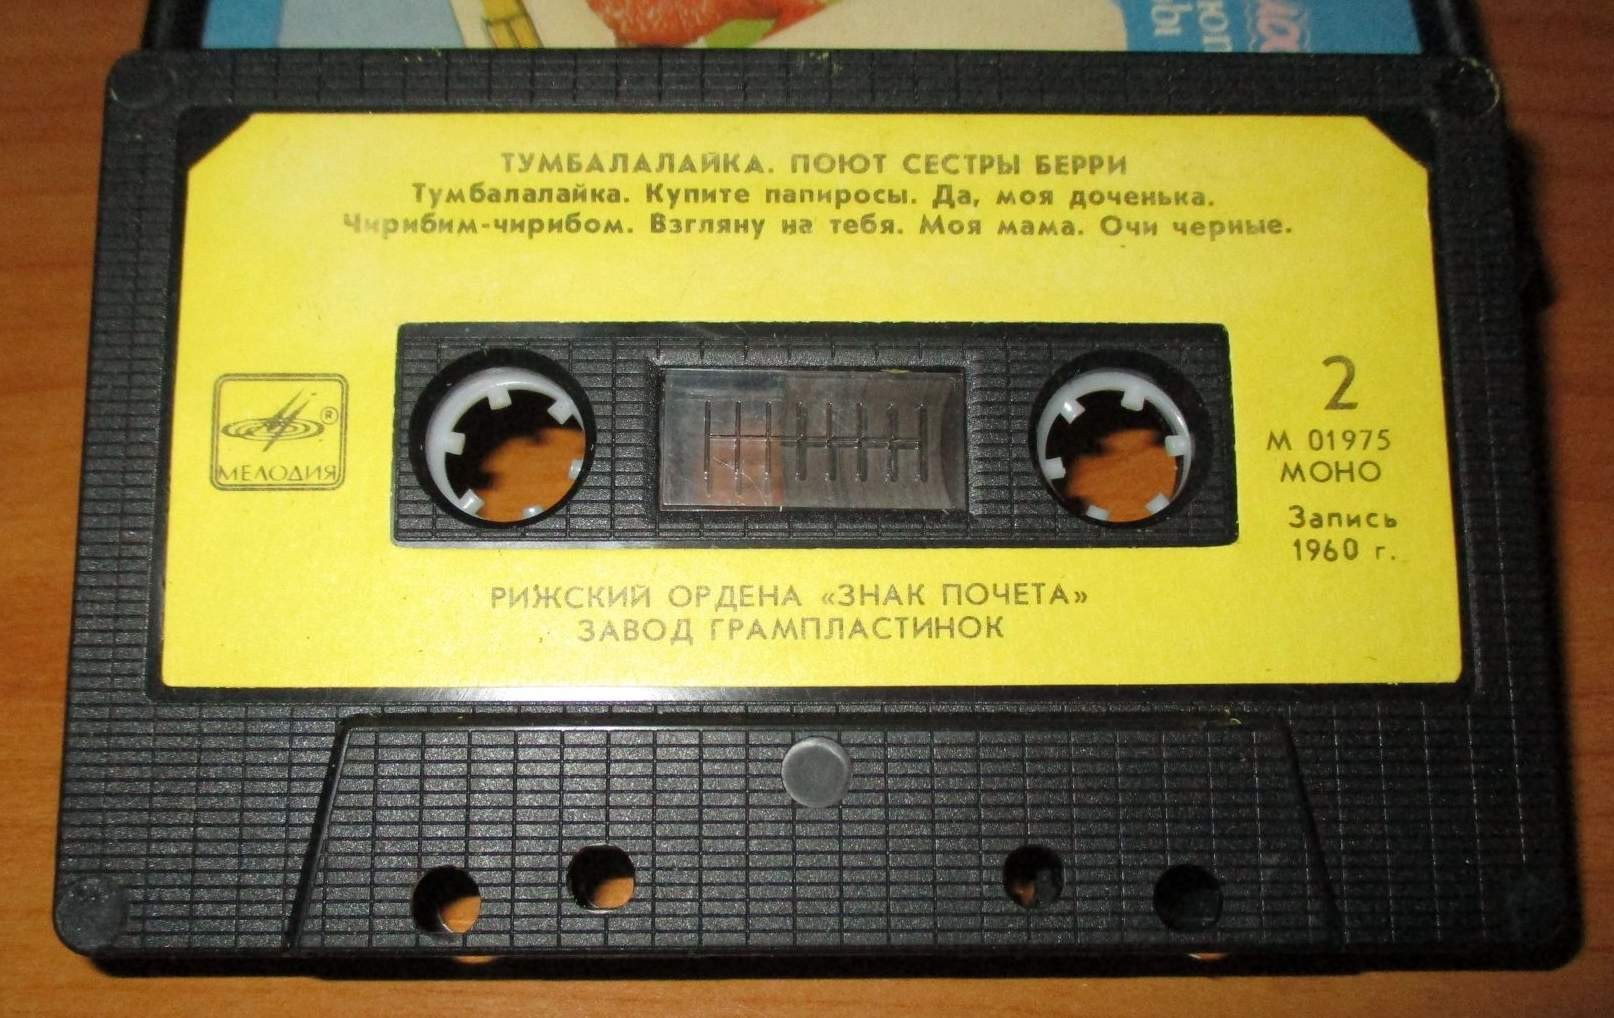 ТУМБАЛАЛАЙКА. ПОЮТ СЕСТРЫ БЕРРИ
Тумбалалайка. Купите папиросы. Да, моя доченька.
Чирибим-чирибом. Взгляну на тебя. Моя мама. Очи черные.
®
МЕЛОДИЯ
2
М 01975
МОНО
Запись
1960 г.
РИЖСКИЙ ОРДЕНА «ЗНАК ПОЧЕТА»
ЗАВОД ГРАМПЛАСТИНОК